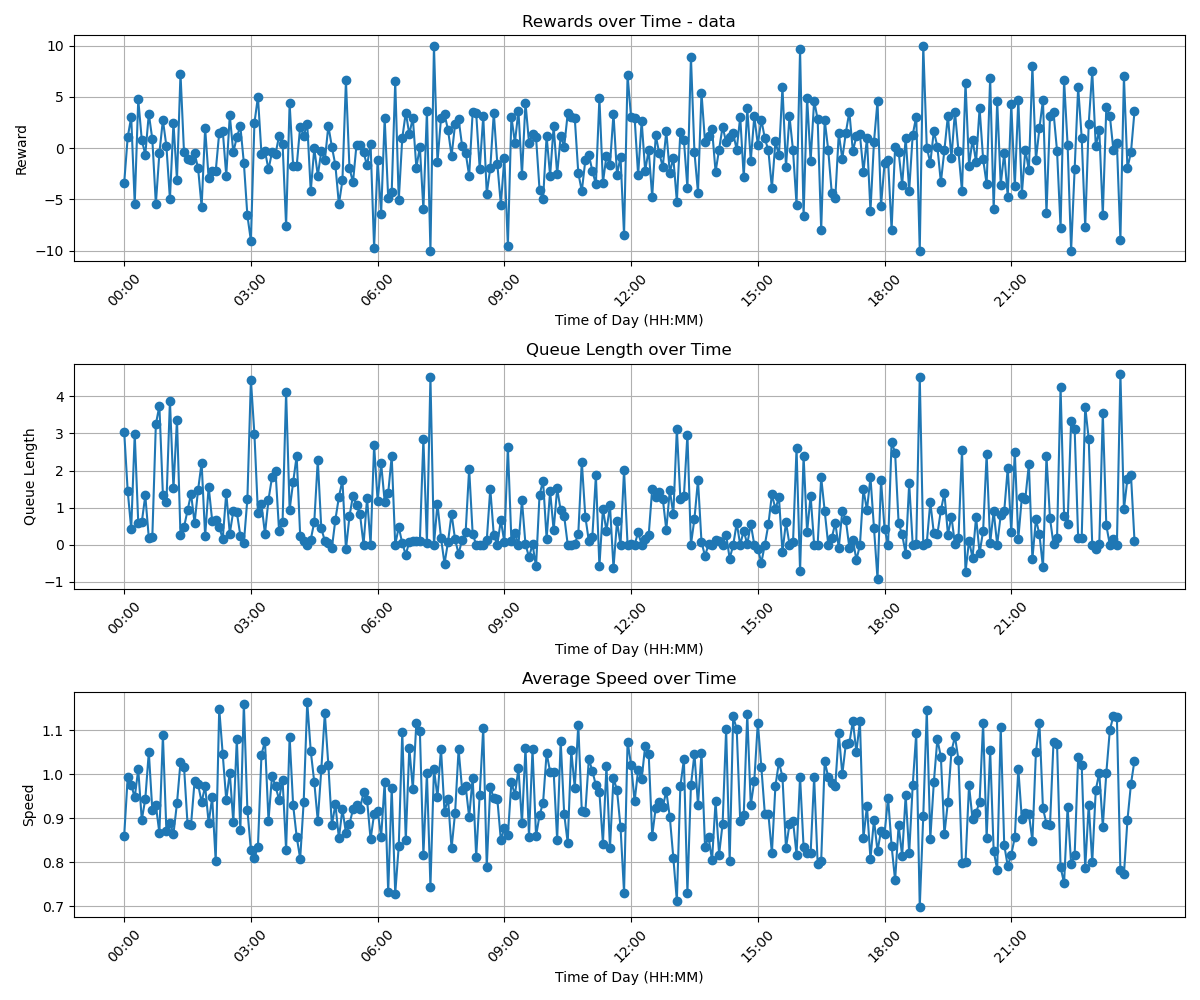 Rewards over Time - data
10
5
0
−5
−10
Reward
00:00 03:00 06:00 09:00 12:00 15:00 18:00 21:00
Time of Day (HH:MM)
Queue Length over Time
4
3
2
1
0
−1
Queue Length
00:00 03:00 06:00 09:00 12:00 15:00 18:00 21:00
Time of Day (HH:MM)
Average Speed over Time
1.1
1.0
0.9
0.8
0.7
Speed
00:00 03:00 06:00 09:00 12:00 15:00 18:00 21:00
Time of Day (HH:MM)